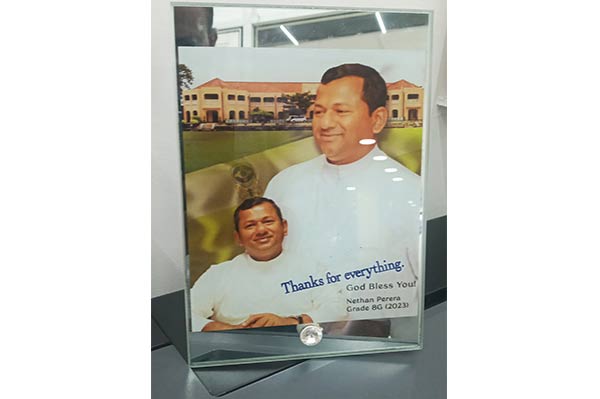 Thanks for everything.
God Bless You!
Nethan Perera
Grade 8G (2023)